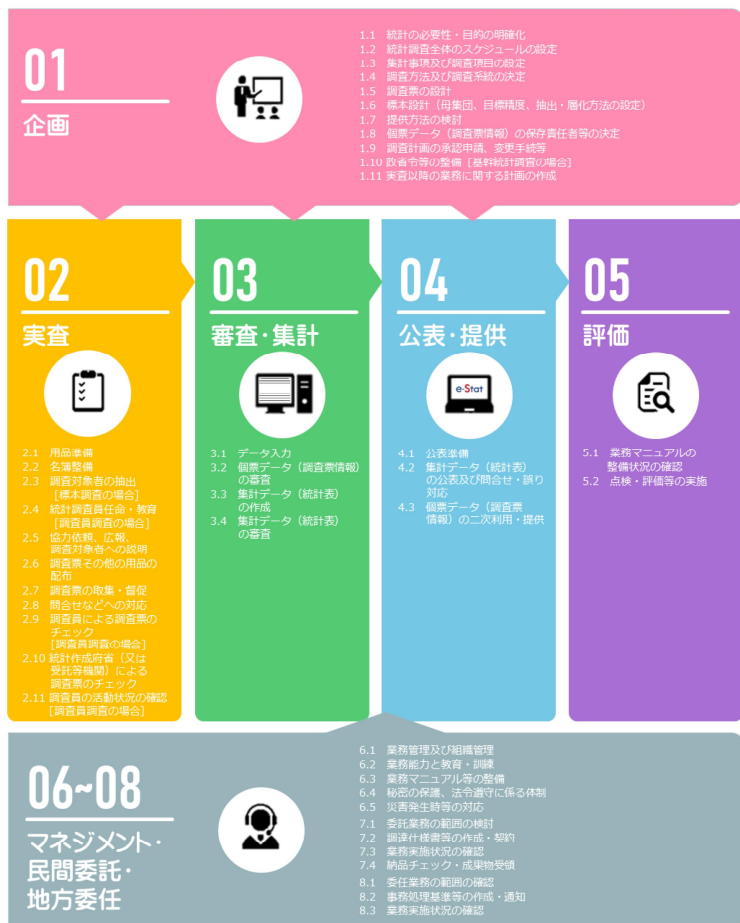 01
企画
1.1 統計の必要性・目的の明確化
1.2 統計調査全体のスケジュールの設定
1.3 集計事項及び調査項目の設定
1.4 調査方法及び調査系統の決定
1.5 調査票の設計
1.6 標本設計（母集団、目標精度、抽出・層化方法の設定）
1.7 提供方法の検討
1.8 個票データ（調査票情報）の保存責任者等の決定
1.9 調査計画の承認申請、変更手続等
1.10 政省令等の整備［基幹統計調査の場合］
1.11 実査以降の業務に関する計画の作成
02
実査
2.1 用品準備
2.2 名簿整備
2.3 調査対象者の抽出
［標本調査の場合］
2.4 統計調査員任命・教育
［調査員調査の場合］
2.5 協力依頼、広報、
調査対象者への説明
2.6 調査票その他の用品の
配布
2.7 調査票の取集・督促
2.8 問合せなどへの対応
2.9 調査員による調査票の
チェック
［調査員調査の場合］
2.10 統計作成府省（又は
受託等機関）による
調査票のチェック
2.11 調査員の活動状況の確認
［調査員調査の場合］
03
審査・集計
3.1 データ入力
3.2 個票データ（調査票情報）
の審査
3.3 集計データ（統計表）
の作成
3.4 集計データ（統計表）
の審査
04
公表・提供
e-Stat
4.1 公表準備
4.2 集計データ（統計表）
の公表及び問合せ・誤り
対応
4.3 個票データ（調査票
情報）の二次利用・提供
05
評価
5.1 業務マニュアルの
整備状況の確認
5.2 点検・評価等の実施
06~08
マネジメント・
民間委託・
地方委任
6.1 業務管理及び組織管理
6.2 業務能力と教育・訓練
6.3 業務マニュアル等の整備
6.4 秘密の保護、法令遵守に係る体制
6.5 災害発生時等の対応
7.1 委託業務の範囲の検討
7.2 調達仕様書等の作成・契約
7.3 業務実施状況の確認
7.4 納品チェック・成果物受領
8.1 委任業務の範囲の確認
8.2 事務処理基準等の作成・通知
8.3 業務実施状況の確認